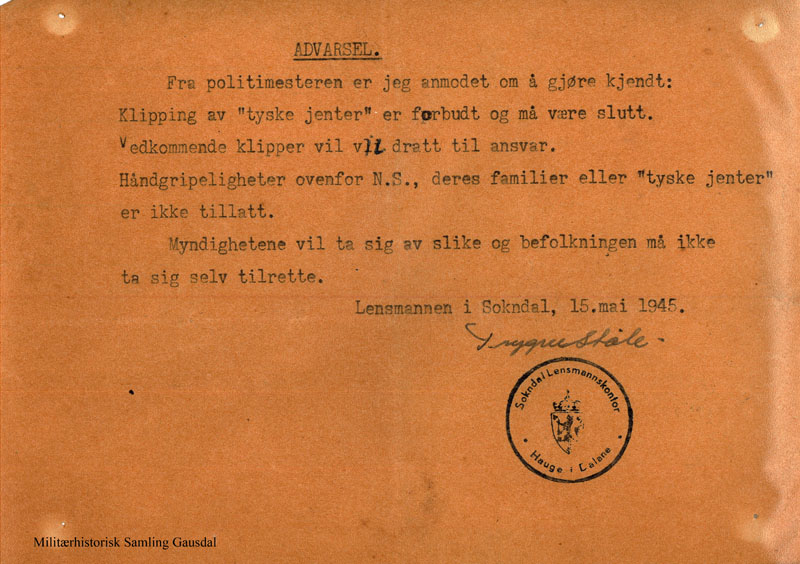 ADVARSEL.
Fra politimesteren er jeg anmodet om å gjøre kjendt:
Klipping av "tyske jenter" er forbudt og må være slutt.
Vedkommende klipper vil vli dratt til ansvar.
Håndgripeligheter ovenfor N.S., deres familier eller "tyske jenter"
er ikke tillatt.
Myndighetene vil ta sig av slike og befolkningen må ikke
ta sig selv tilrette.
Lensmannen i Sokndal, 15.mai 1945.
Trygve Ståle.
Sokndal Lensmannskontor
* Hauge i Dalane *
Militærhistorisk Samling Gausdal